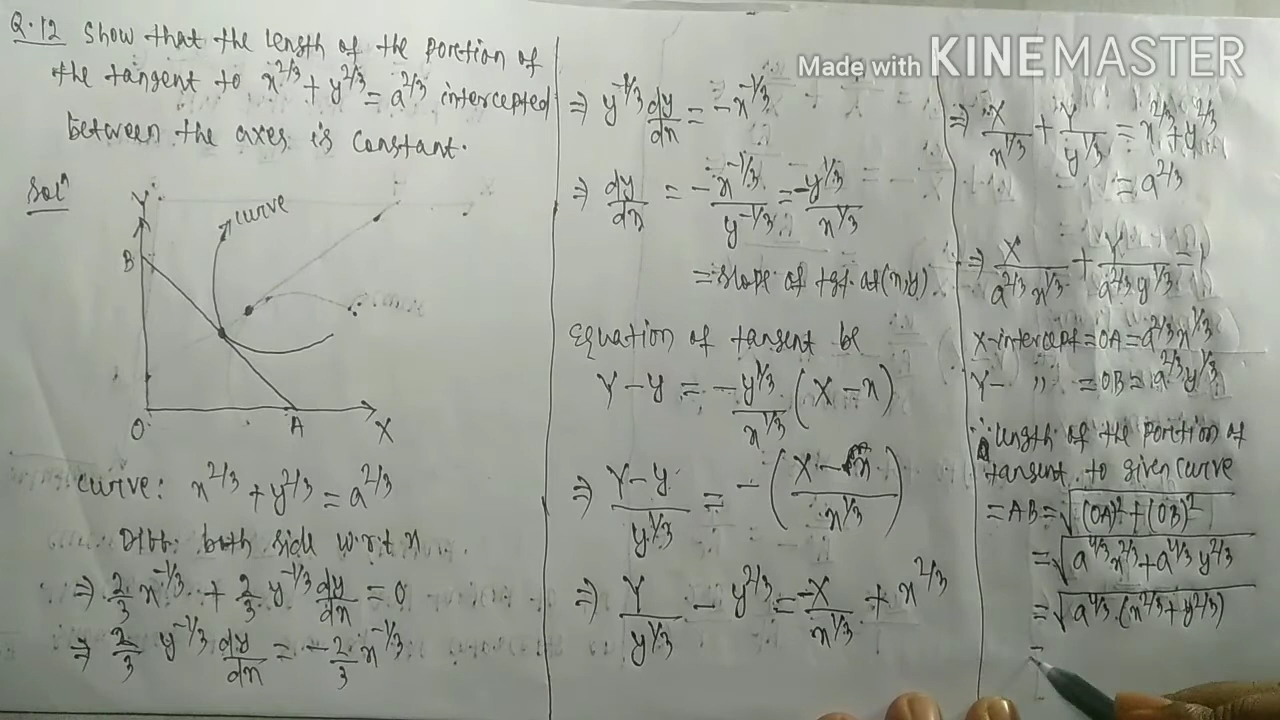 Made with KINEMASTER
Q.12 Show that the length of the portion of
the tangent to x^{2/3} + y^{2/3} = a^{2/3} intercepted
between the axes is constant.
Solⁿ
Y
curve
B
O A X
curve: x^{2/3} + y^{2/3} = a^{2/3}
Diff. both side w.r.t x
⇒ 2/3 x^{-1/3} + 2/3 y^{-1/3} dy/dx = 0
⇒ 2/3 y^{-1/3} dy/dx = -2/3 x^{-1/3}
⇒ y^{-1/3} dy/dx = -x^{-1/3}
⇒ dy/dx = -x^{-1/3}/y^{-1/3} = -y^{1/3}/x^{1/3}
= slope of tgt. at (x,y)
Equation of tangent be
Y - y = -y^{1/3}/x^{1/3} (X - x)
⇒ (Y - y)/y^{1/3} = -((X - x)/x^{1/3})
⇒ Y/y^{1/3} - y^{2/3} = -X/x^{1/3} + x^{2/3}
⇒ X/x^{1/3} + Y/y^{1/3} = x^{2/3} + y^{2/3}
= a^{2/3}
⇒ X/(a^{2/3} x^{1/3}) + Y/(a^{2/3} y^{1/3}) = 1
X-intercept = OA = a^{2/3} x^{1/3}
Y- " = OB = a^{2/3} y^{1/3}
∴ length of the portion of
tangent to given curve
= AB = √((OA)² + (OB)²)
= √(a^{4/3} x^{2/3} + a^{4/3} y^{2/3})
= √(a^{4/3} (x^{2/3} + y^{2/3}))
=